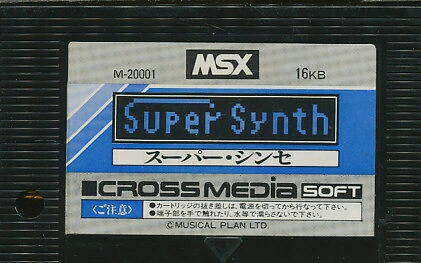 M-20001
MSX
16KB
Super Synth
スーパー・シンセ
CROSS MEDIA SOFT
〈ご注意〉
●カートリッジの抜き差しは、電源を切ってから行なって下さい。
●端子部を手で触れたり、水等で濡らさないで下さい。
©MUSICAL PLAN LTD.